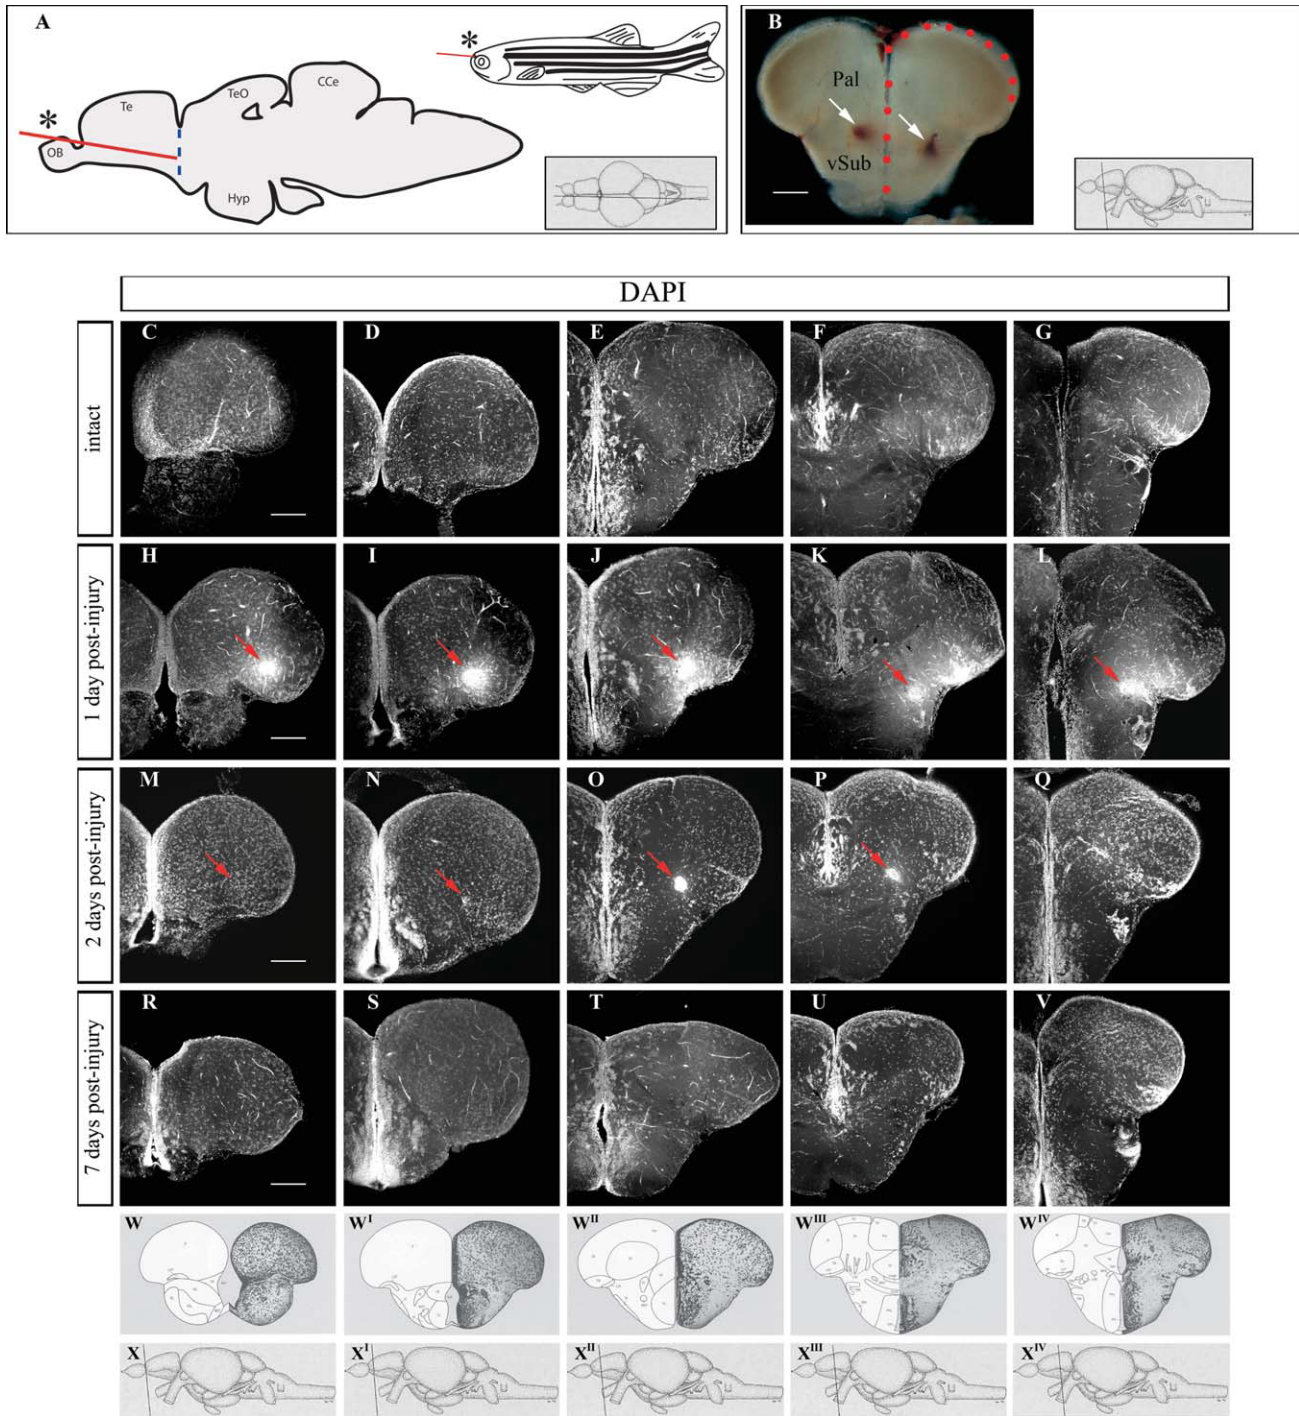 A
*
*
Te
TeO
CCe
OB
Hyp
B
Pal
vSub
DAPI
intact
C
D
E
F
G
1 day post-injury
H
I
J
K
L
2 days post-injury
M
N
O
P
Q
7 days post-injury
R
S
T
U
V
W
W^I
W^II
W^III
W^IV
X
X^I
X^II
X^III
X^IV